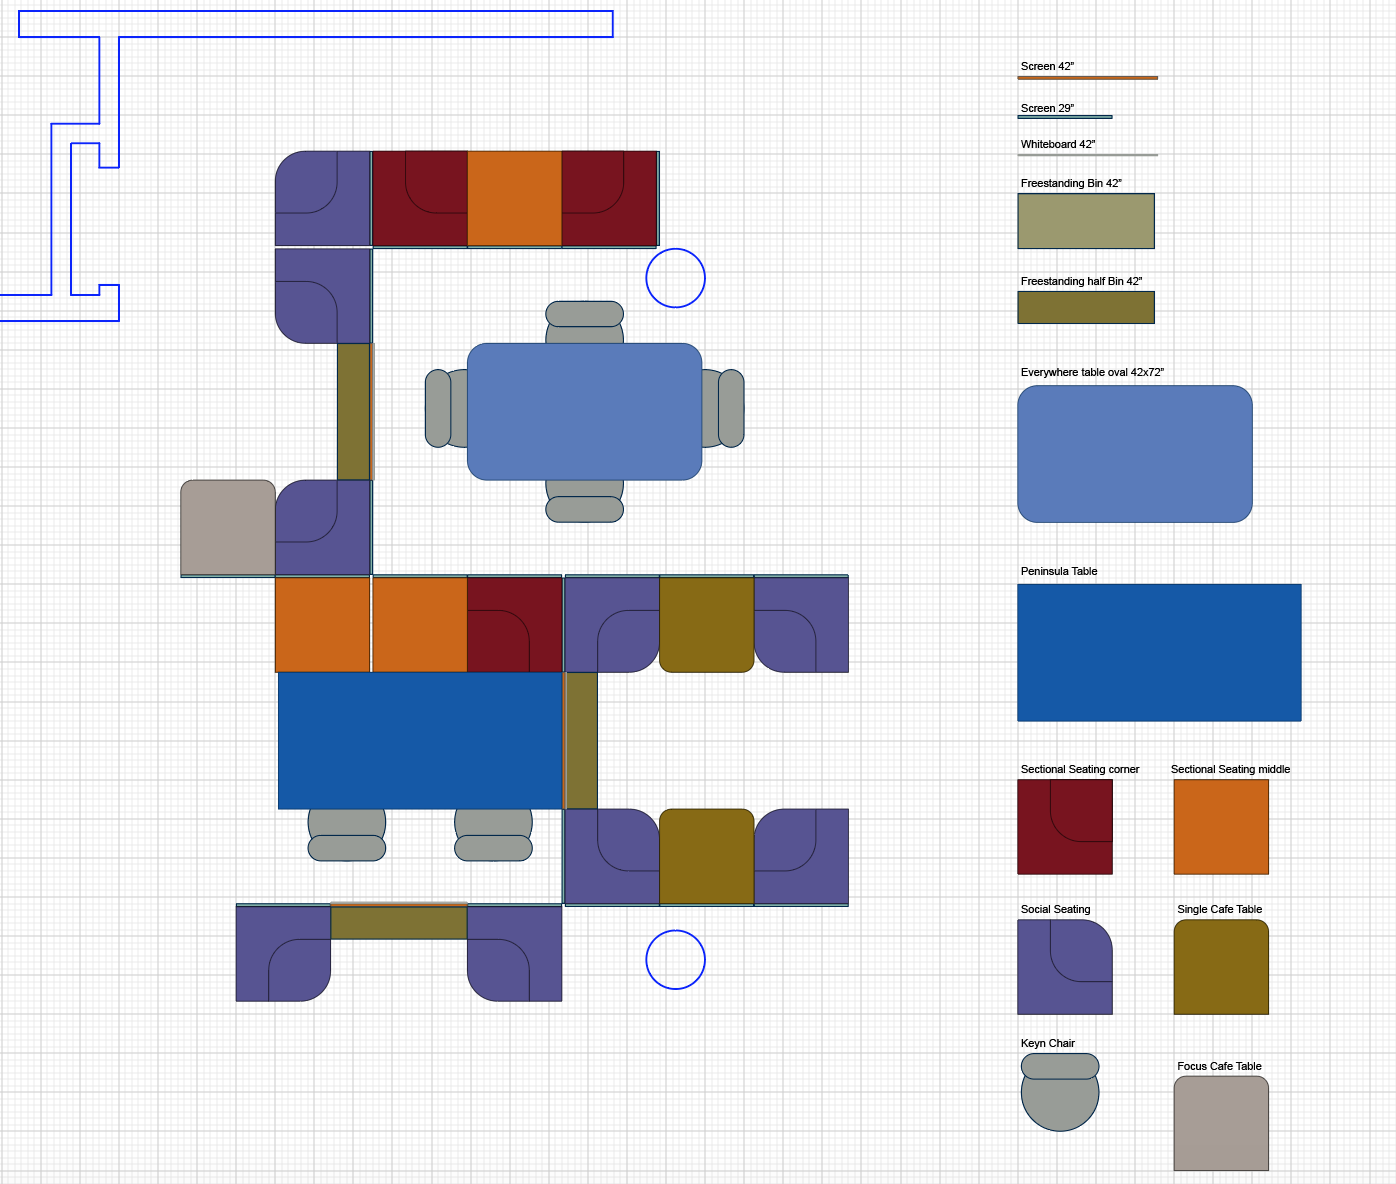 Screen 42”
Screen 29”
Whiteboard 42”
Freestanding Bin 42”
Freestanding half Bin 42”
Everywhere table oval 42x72”
Peninsula Table
Sectional Seating corner
Sectional Seating middle
Social Seating
Single Cafe Table
Keyn Chair
Focus Cafe Table